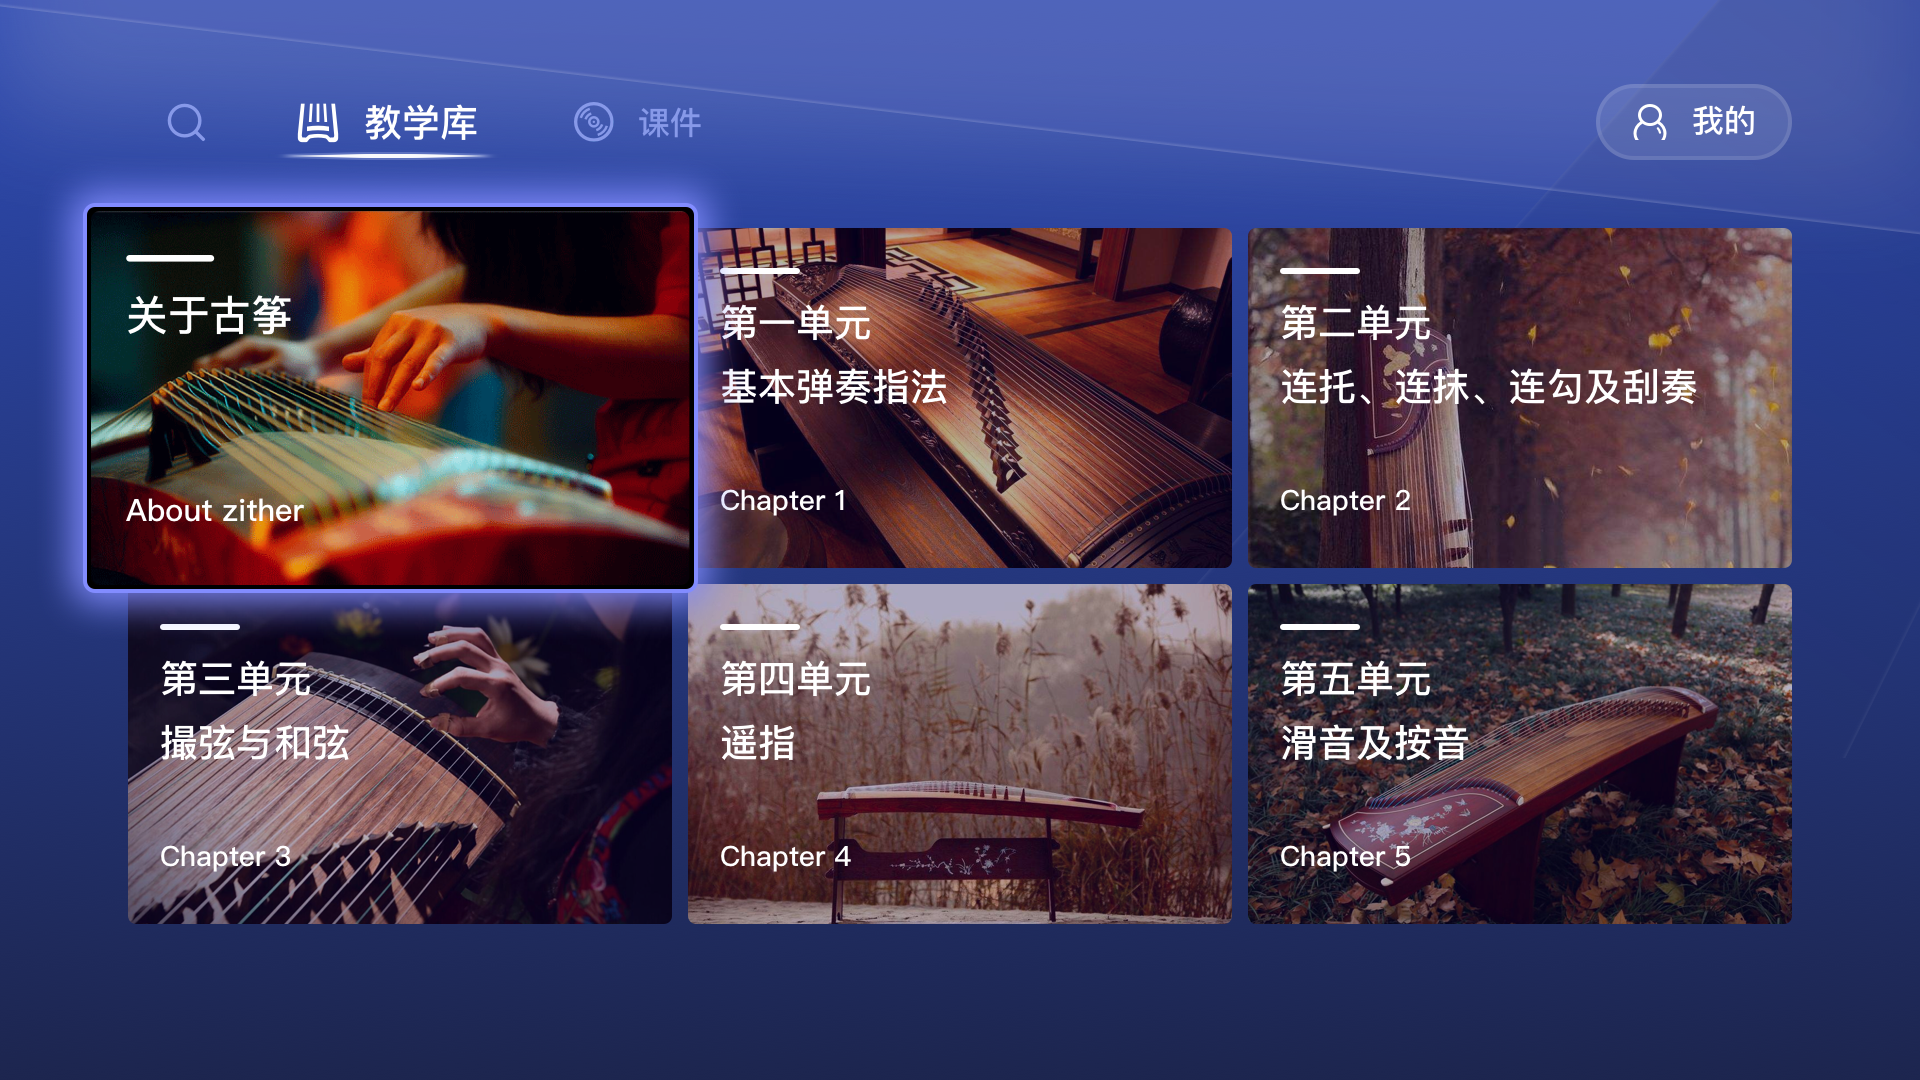 教学库
课件
我的
关于古筝
About zither
第一单元
基本弹奏指法
Chapter 1
第二单元
连托、连抹、连勾及刮奏
Chapter 2
第三单元
撮弦与和弦
Chapter 3
第四单元
遥指
Chapter 4
第五单元
滑音及按音
Chapter 5